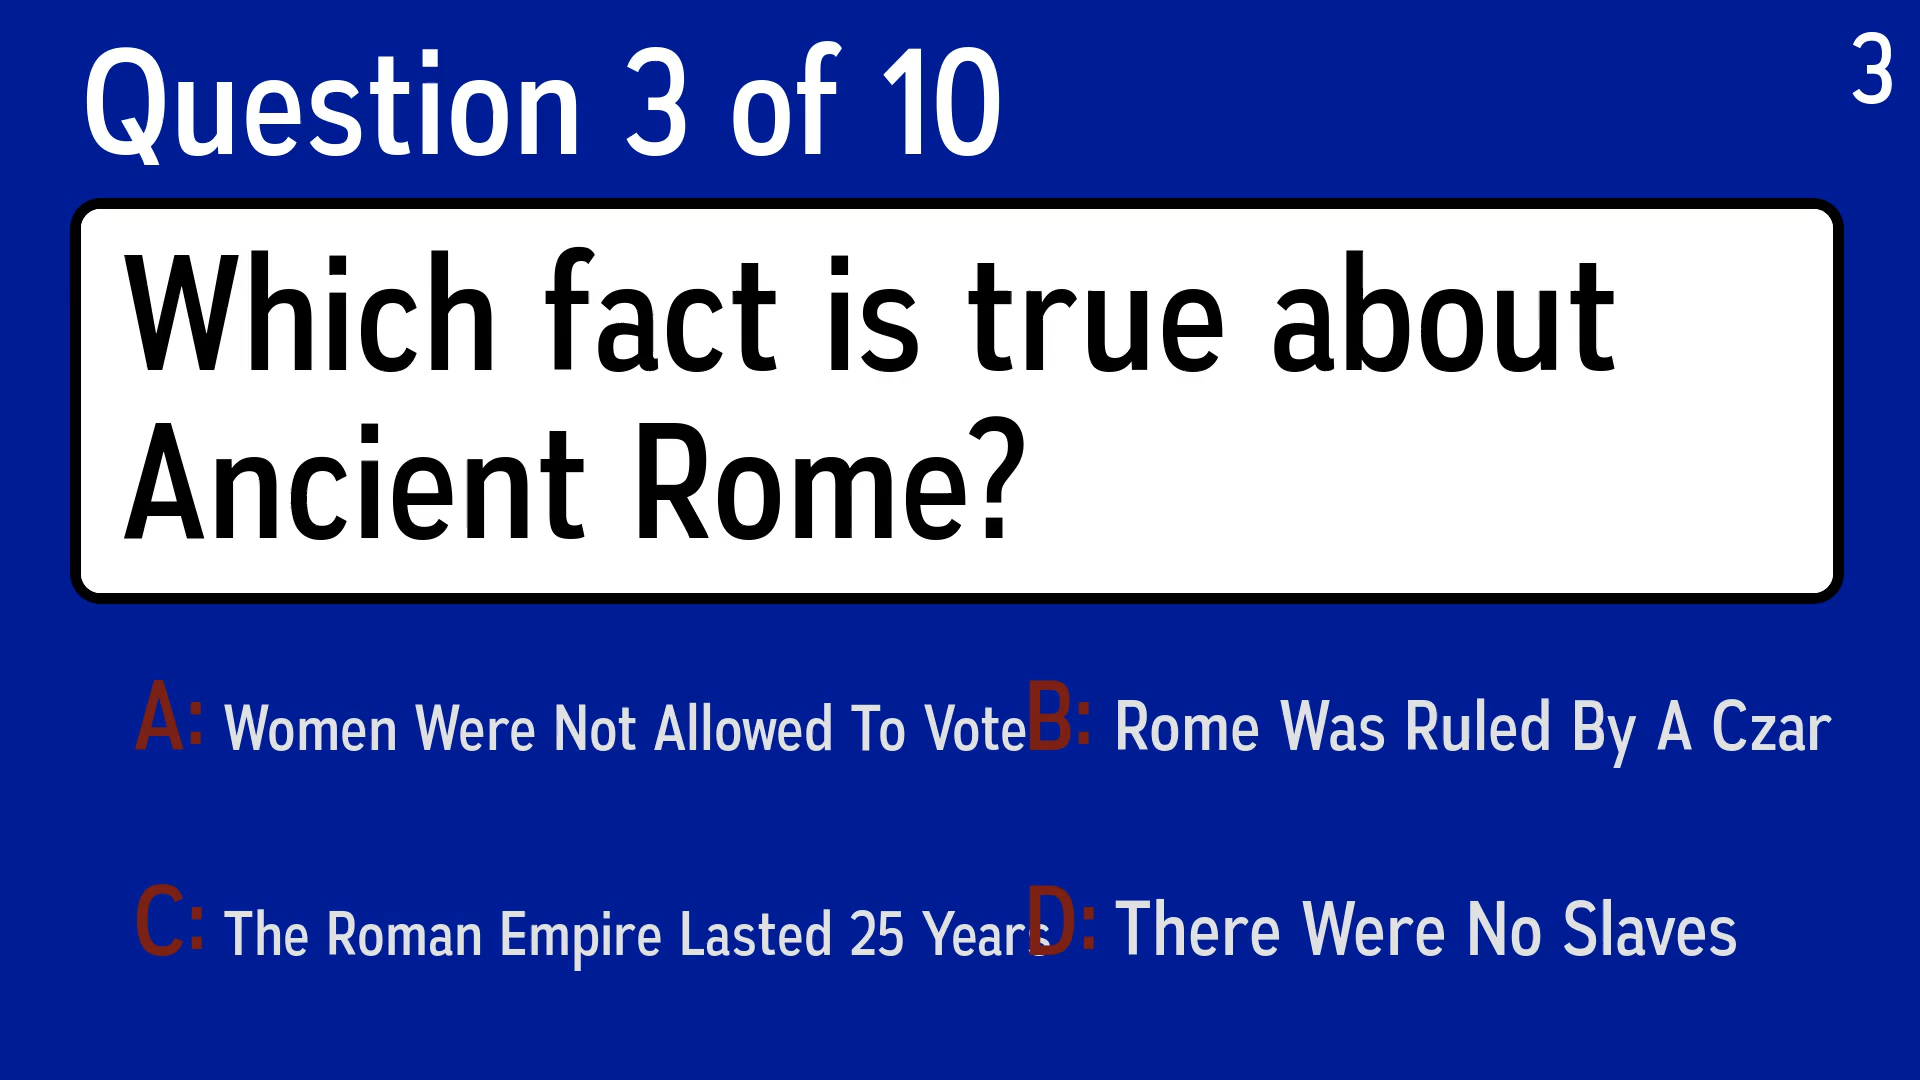 Question 3 of 10
3
Which fact is true about
Ancient Rome?
A: Women Were Not Allowed To Vote
B: Rome Was Ruled By A Czar
C: The Roman Empire Lasted 25 Years
D: There Were No Slaves